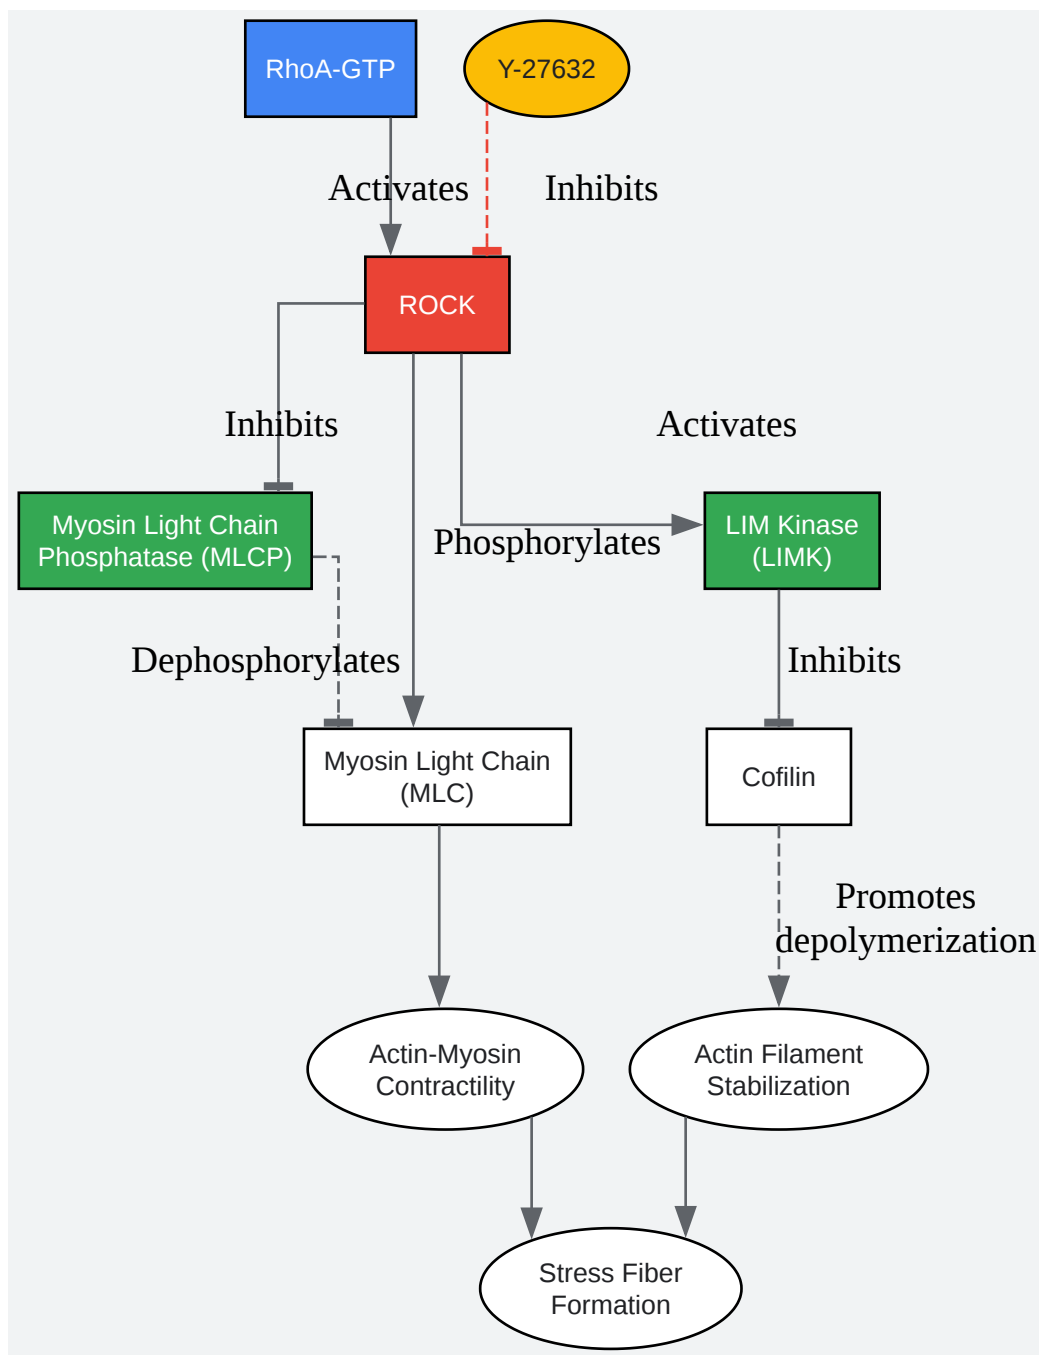 RhoA-GTP
Y-27632
Activates
Inhibits
ROCK
Inhibits
Activates
Myosin Light Chain
Phosphatase (MLCP)
Phosphorylates
LIM Kinase
(LIMK)
Dephosphorylates
Inhibits
Myosin Light Chain
(MLC)
Cofilin
Promotes
depolymerization
Actin-Myosin
Contractility
Actin Filament
Stabilization
Stress Fiber
Formation